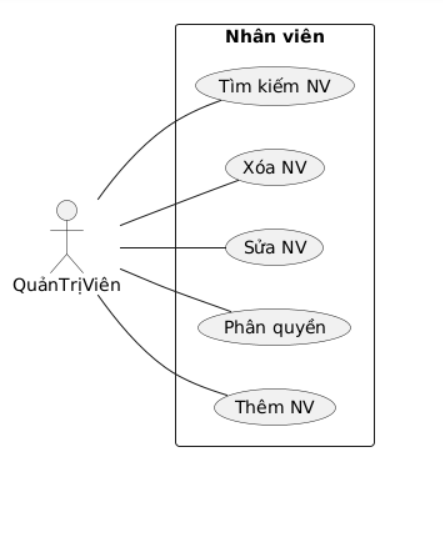 Nhân viên
Tìm kiếm NV
Xóa NV
Sửa NV
QuảnTrịViên
Phân quyền
Thêm NV